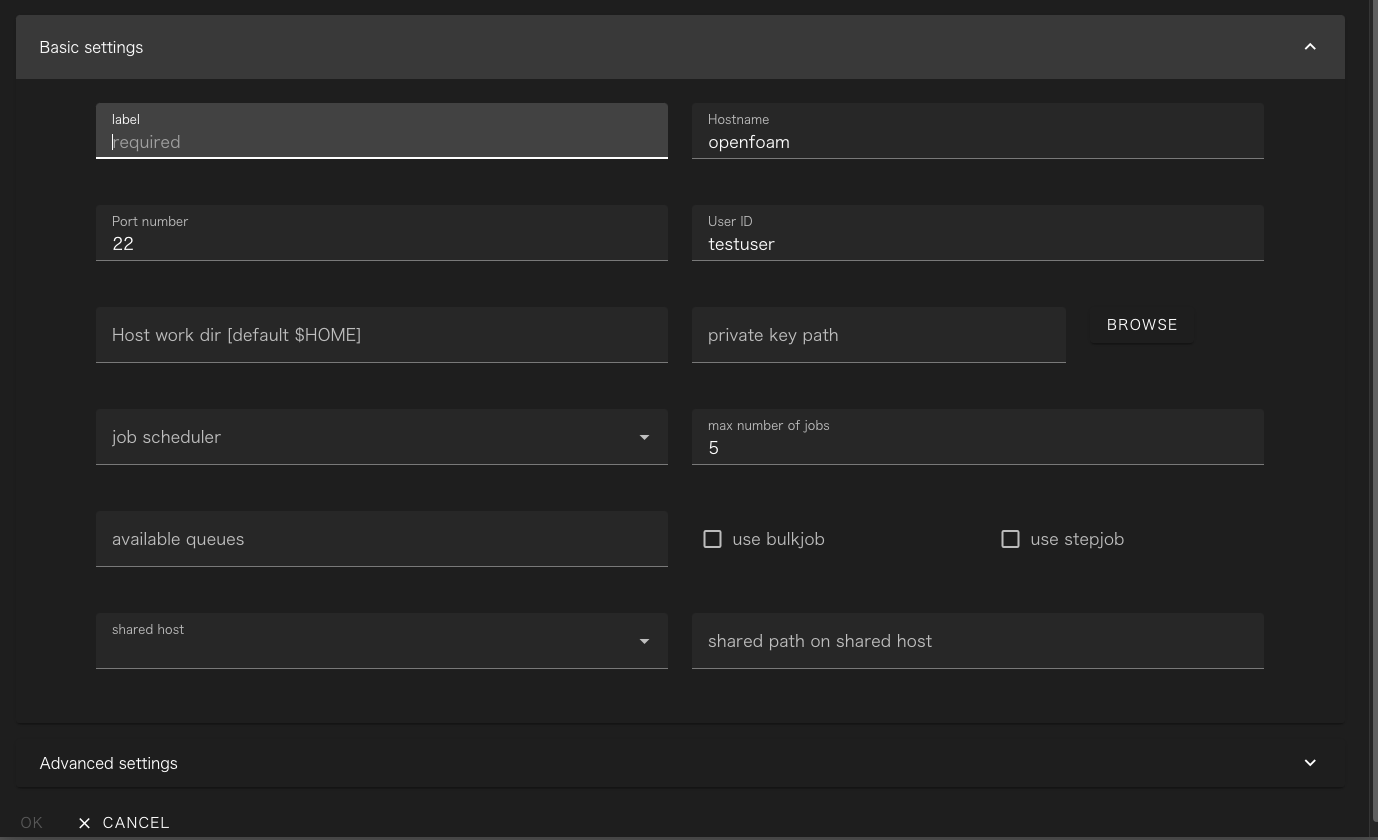 Basic settings
label
required
Hostname
openfoam
Port number
22
User ID
testuser
Host work dir [default $HOME]
private key path
BROWSE
job scheduler
max number of jobs
5
available queues
use bulkjob
use stepjob
shared host
shared path on shared host
Advanced settings
OK
CANCEL